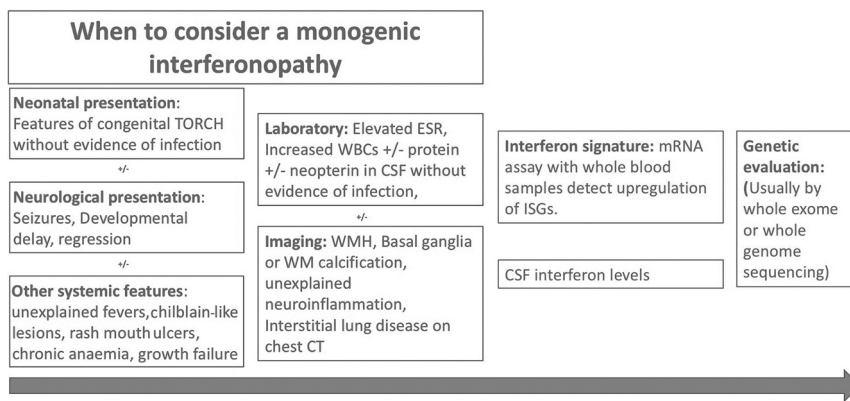 When to consider a monogenic
interferonopathy
Neonatal presentation:
Features of congenital TORCH
without evidence of infection
+/-
Neurological presentation:
Seizures, Developmental
delay, regression
+/-
Other systemic features:
unexplained fevers,chilblain-like
lesions, rash mouth ulcers,
chronic anaemia, growth failure
Laboratory: Elevated ESR,
Increased WBCs +/- protein
+/- neopterin in CSF without
evidence of infection,
+/-
Imaging: WMH, Basal ganglia
or WM calcification,
unexplained
neuroinflammation,
Interstitial lung disease on
chest CT
Interferon signature: mRNA
assay with whole blood
samples detect upregulation
of ISGs.
CSF interferon levels
Genetic
evaluation:
(Usually by
whole exome
or whole
genome
sequencing)